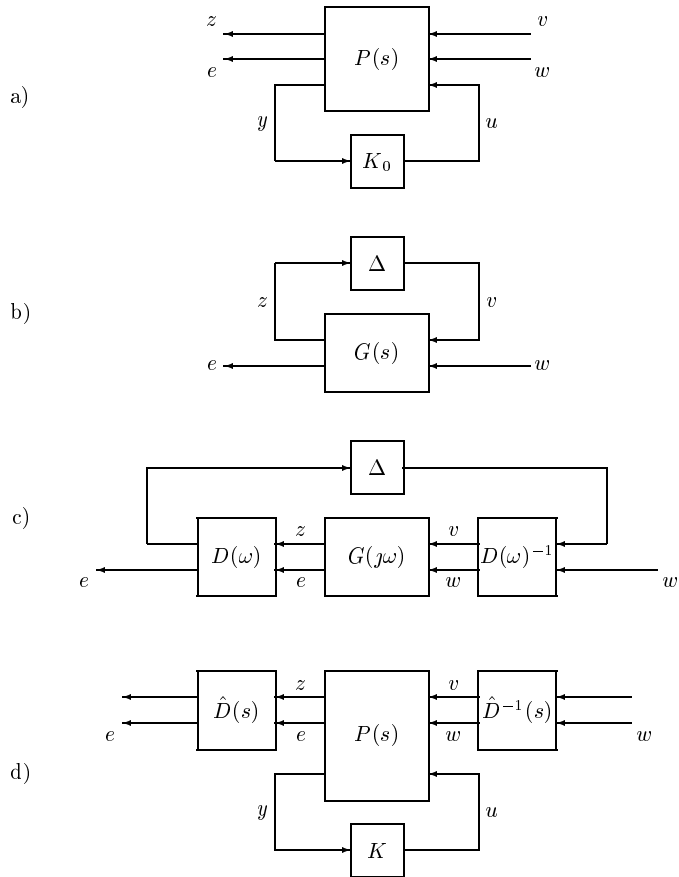 z v
P(s)
e w
a)
y u
K₀
Δ
b) z v
G(s)
e w
Δ
c) z v
D(ω) G(ȷω) D(ω)⁻¹
e e w w
z v
D̂(s) P(s) D̂⁻¹(s)
e e w w
d)
y u
K